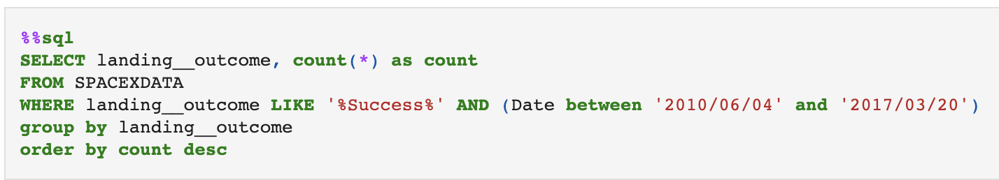 %%sql
SELECT landing__outcome, count(*) as count
FROM SPACEXDATA
WHERE landing__outcome LIKE '%Success%' AND (Date between '2010/06/04' and '2017/03/20')
group by landing__outcome
order by count desc